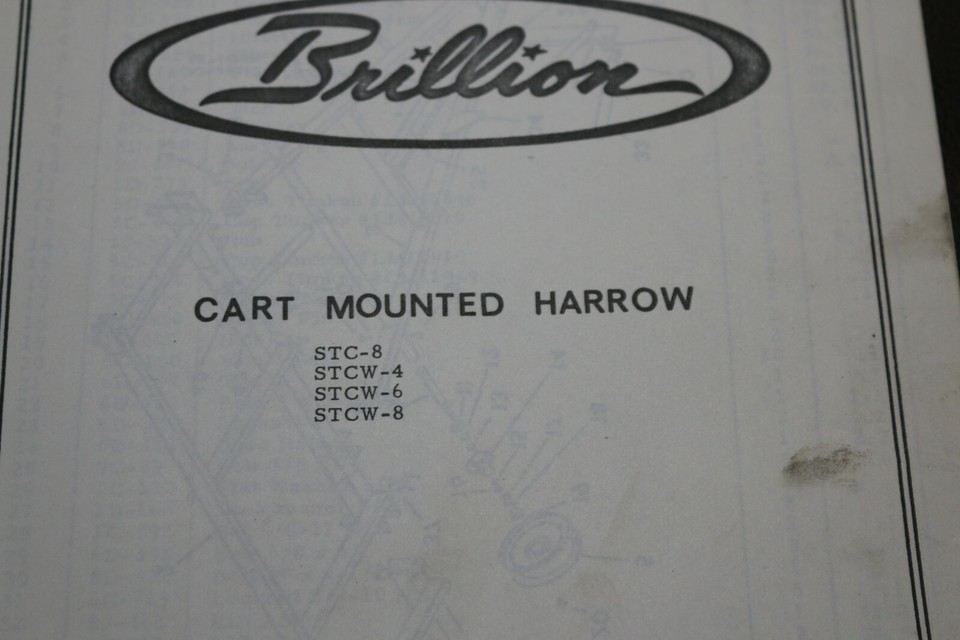 Brillion
CART MOUNTED HARROW
STC-8
STCW-4
STCW-6
STCW-8